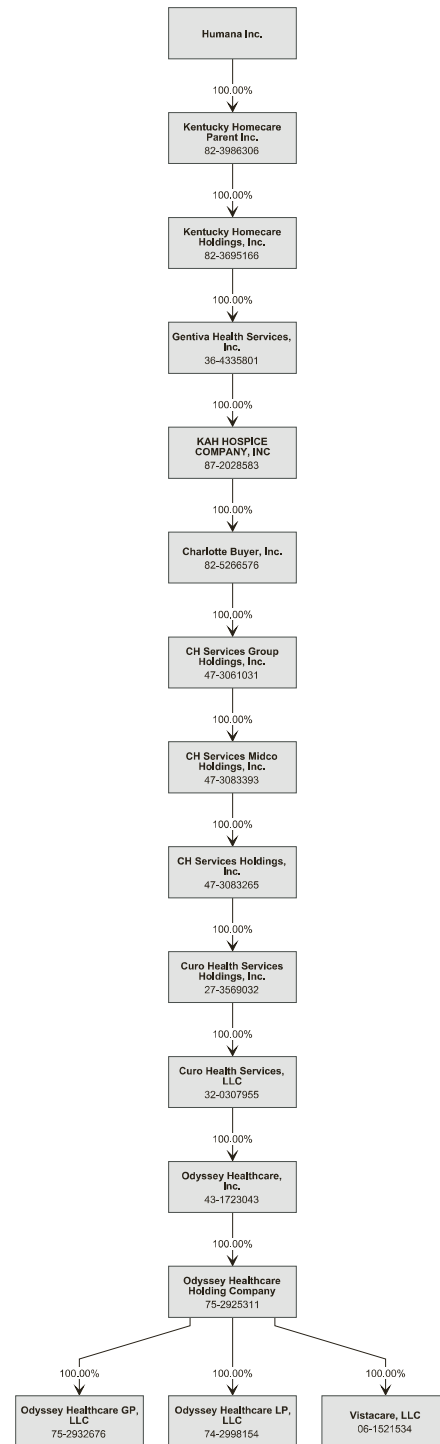 Humana Inc.
100.00%
Kentucky Homecare
Parent Inc.
82-3986306
100.00%
Kentucky Homecare
Holdings, Inc.
82-3695166
100.00%
Gentiva Health Services,
Inc.
36-4335801
100.00%
KAH HOSPICE
COMPANY, INC
87-2028583
100.00%
Charlotte Buyer, Inc.
82-5266576
100.00%
CH Services Group
Holdings, Inc.
47-3061031
100.00%
CH Services Midco
Holdings, Inc.
47-3083393
100.00%
CH Services Holdings,
Inc.
47-3083265
100.00%
Curo Health Services
Holdings, Inc.
27-3569032
100.00%
Curo Health Services,
LLC
32-0307955
100.00%
Odyssey Healthcare,
Inc.
43-1723043
100.00%
Odyssey Healthcare
Holding Company
75-2925311
100.00%
100.00%
100.00%
Odyssey Healthcare GP,
LLC
75-2932676
Odyssey Healthcare LP,
LLC
74-2998154
Vistacare, LLC
06-1521534